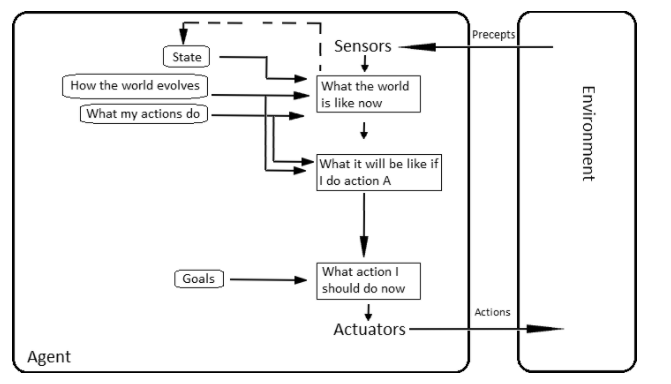 Precepts
Sensors
State
How the world evolves
What my actions do
What the world
is like now
What it will be like if
I do action A
Goals
What action I
should do now
Actuators
Actions
Agent
Environment